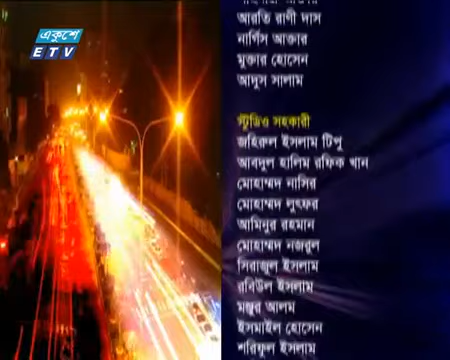 একুশে
ETV
আরতি রাণী দাস
নার্গিস আক্তার
মুক্তার হোসেন
আদুস সালাম
স্টুডিও সহকারী
জহিরুল ইসলাম টিপু
আবদুল হালিম রফিক খান
মোহাম্মদ নাসির
মোহাম্মদ লুৎফর
আমিনুর রহমান
মোহাম্মদ নজরুল
সিরাজুল ইসলাম
রবিউল ইসলাম
মঞ্জুর আলম
ইসমাইল হোসেন
শরিফুল ইসলাম